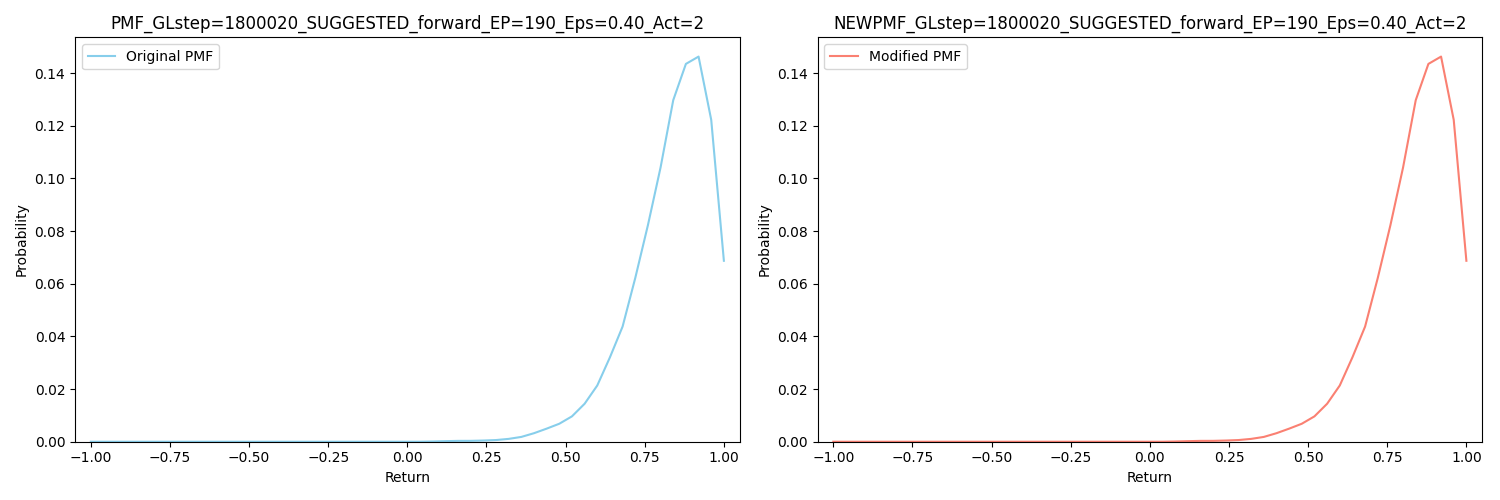 PMF_GLstep=1800020_SUGGESTED_forward_EP=190_Eps=0.40_Act=2
Original PMF
0.14
0.12
0.10
0.08
0.06
0.04
0.02
0.00
Probability
−1.00 −0.75 −0.50 −0.25 0.00 0.25 0.50 0.75 1.00
Return
NEWPMF_GLstep=1800020_SUGGESTED_forward_EP=190_Eps=0.40_Act=2
Modified PMF
0.14
0.12
0.10
0.08
0.06
0.04
0.02
0.00
Probability
−1.00 −0.75 −0.50 −0.25 0.00 0.25 0.50 0.75 1.00
Return